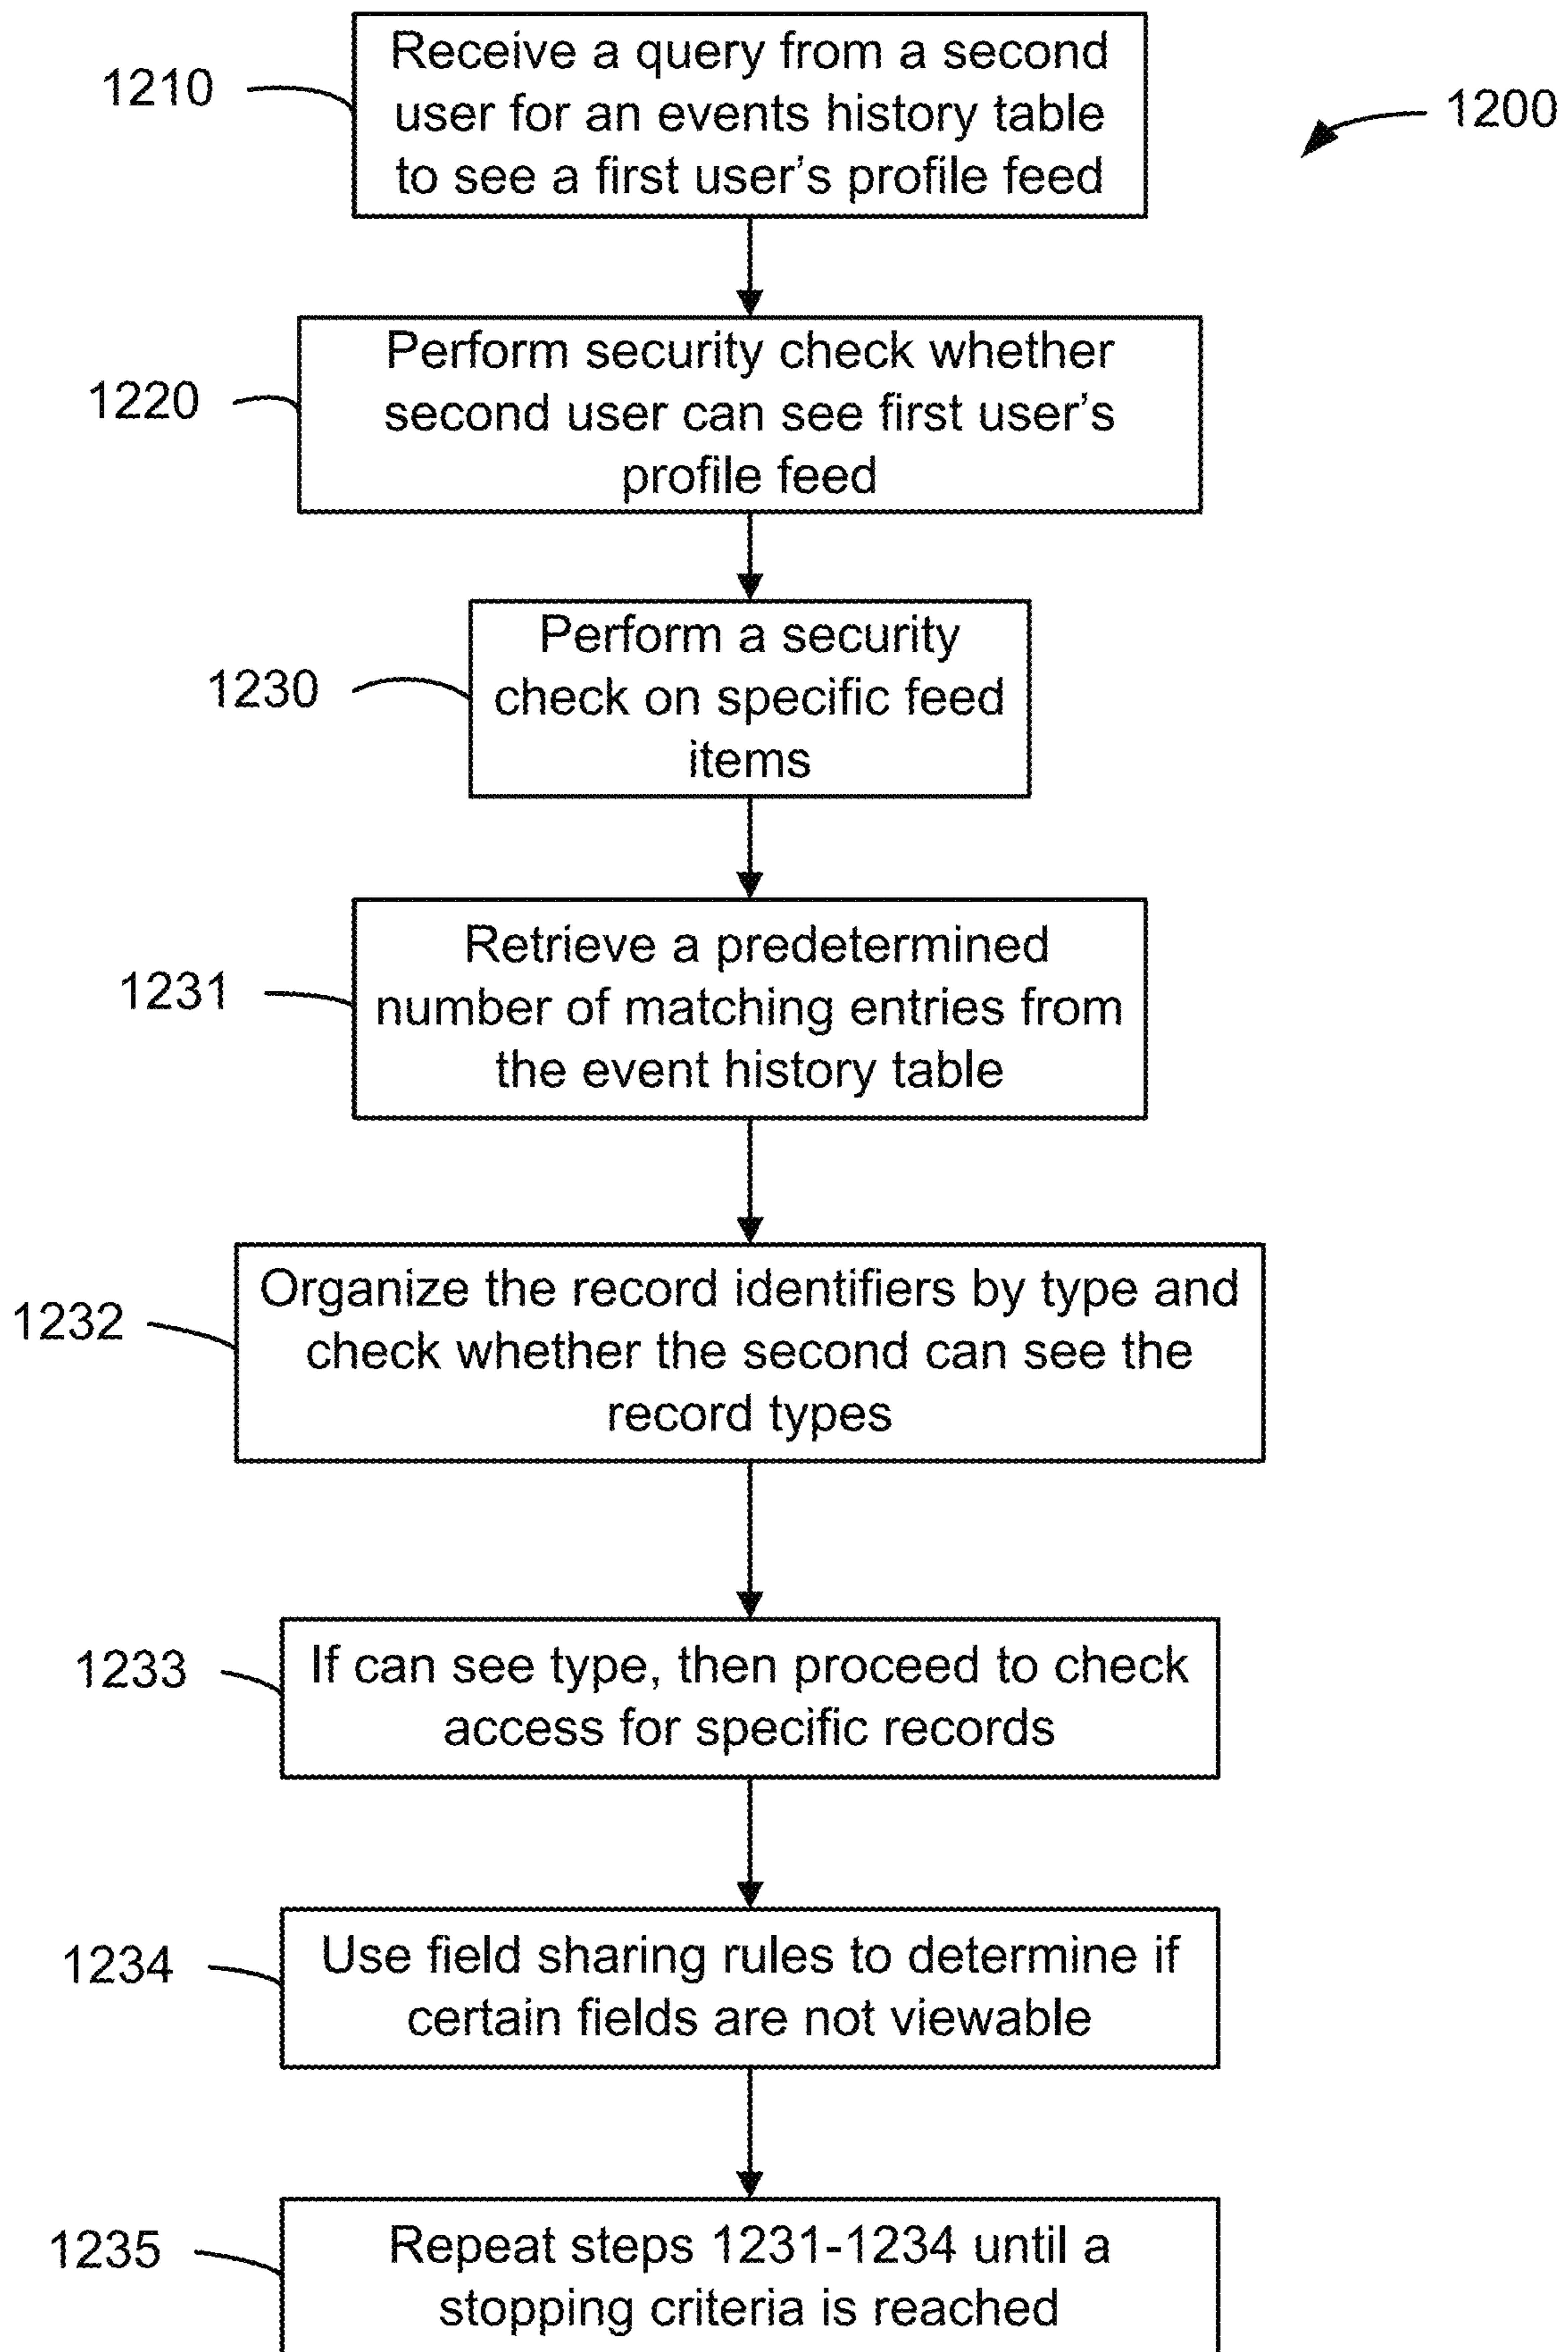 1200
1210
Receive a query from a second
user for an events history table
to see a first user's profile feed
1220
Perform security check whether
second user can see first user's
profile feed
1230
Perform a security
check on specific feed
items
1231
Retrieve a predetermined
number of matching entries from
the event history table
1232
Organize the record identifiers by type and
check whether the second can see the
record types
1233
If can see type, then proceed to check
access for specific records
1234
Use field sharing rules to determine if
certain fields are not viewable
1235
Repeat steps 1231-1234 until a
stopping criteria is reached